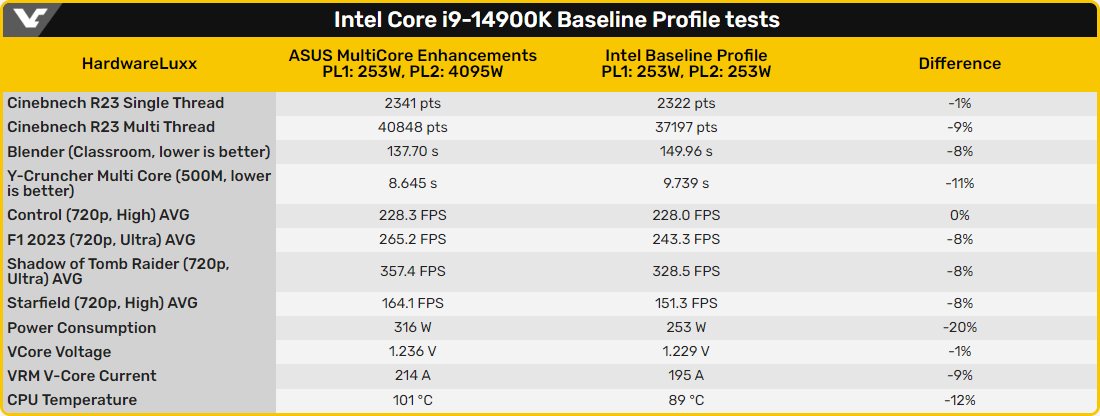 Intel Core i9-14900K Baseline Profile tests
HardwareLuxx
ASUS MultiCore Enhancements
PL1: 253W, PL2: 4095W
Intel Baseline Profile
PL1: 253W, PL2: 253W
Difference
Cinebnech R23 Single Thread 2341 pts 2322 pts -1%
Cinebnech R23 Multi Thread 40848 pts 37197 pts -9%
Blender (Classroom, lower is better) 137.70 s 149.96 s -8%
Y-Cruncher Multi Core (500M, lower
is better) 8.645 s 9.739 s -11%
Control (720p, High) AVG 228.3 FPS 228.0 FPS 0%
F1 2023 (720p, Ultra) AVG 265.2 FPS 243.3 FPS -8%
Shadow of Tomb Raider (720p,
Ultra) AVG 357.4 FPS 328.5 FPS -8%
Starfield (720p, High) AVG 164.1 FPS 151.3 FPS -8%
Power Consumption 316 W 253 W -20%
VCore Voltage 1.236 V 1.229 V -1%
VRM V-Core Current 214 A 195 A -9%
CPU Temperature 101 °C 89 °C -12%